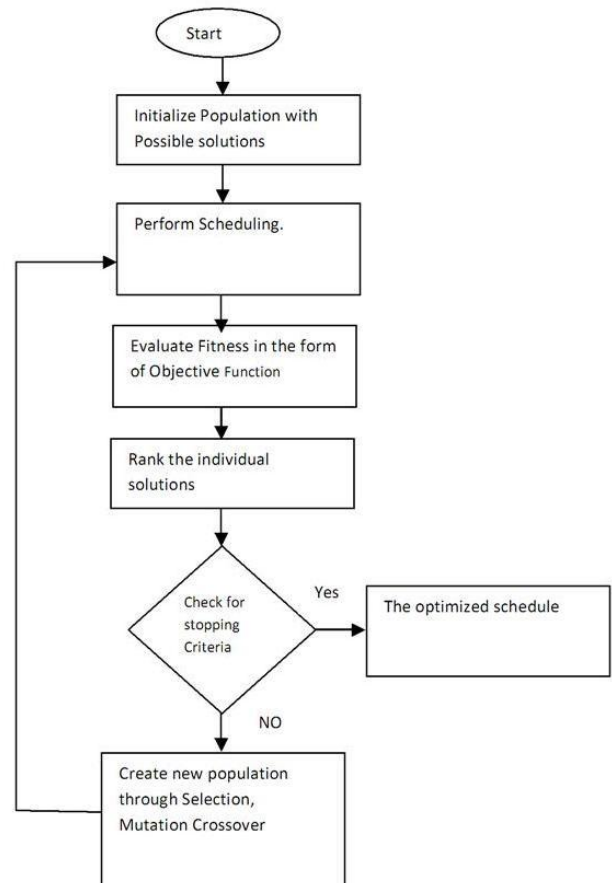 Start
Initialize Population with
Possible solutions
Perform Scheduling.
Evaluate Fitness in the form
of Objective Function
Rank the individual
solutions
Check for
stopping
Criteria
Yes
The optimized schedule
NO
Create new population
through Selection,
Mutation Crossover